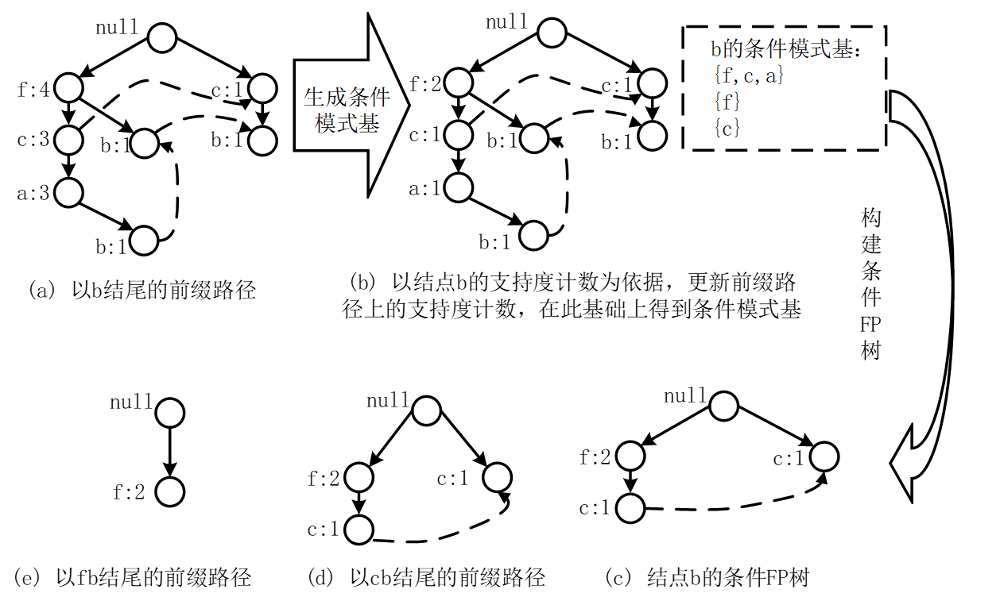 null
f:4
c:1
c:3
b:1
b:1
a:3
b:1
(a) 以b结尾的前缀路径
生成条件
模式基
null
f:2
c:1
c:1
b:1
b:1
a:1
b:1
(b) 以结点b的支持度计数为依据，更新前缀路
径上的支持度计数，在此基础上得到条件模式基
b的条件模式基：
{f,c,a}
{f}
{c}
构
建
条
件
FP
树
null
f:2
(e) 以fb结尾的前缀路径
null
f:2
c:1
c:1
(d) 以cb结尾的前缀路径
null
f:2
c:1
c:1
(c) 结点b的条件FP树